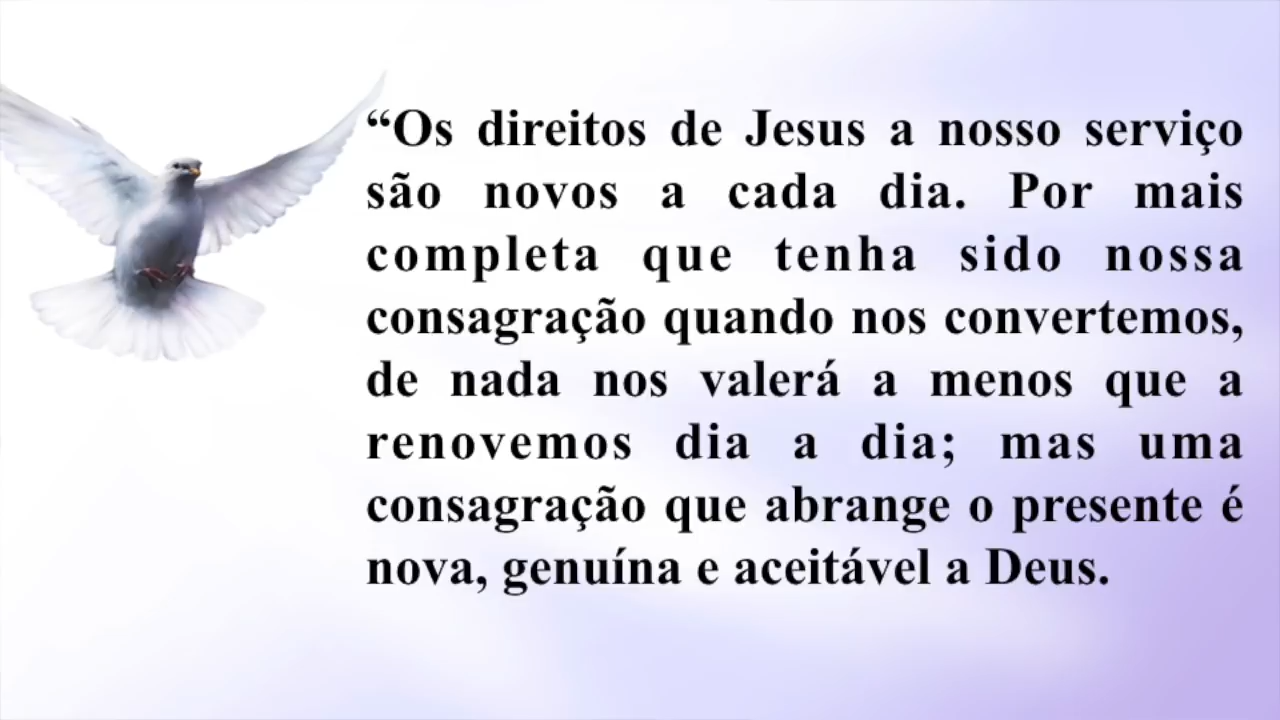 “Os direitos de Jesus a nosso serviço
são novos a cada dia. Por mais
completa que tenha sido nossa
consagração quando nos convertemos,
de nada nos valerá a menos que a
renovemos dia a dia; mas uma
consagração que abrange o presente é
nova, genuína e aceitável a Deus.